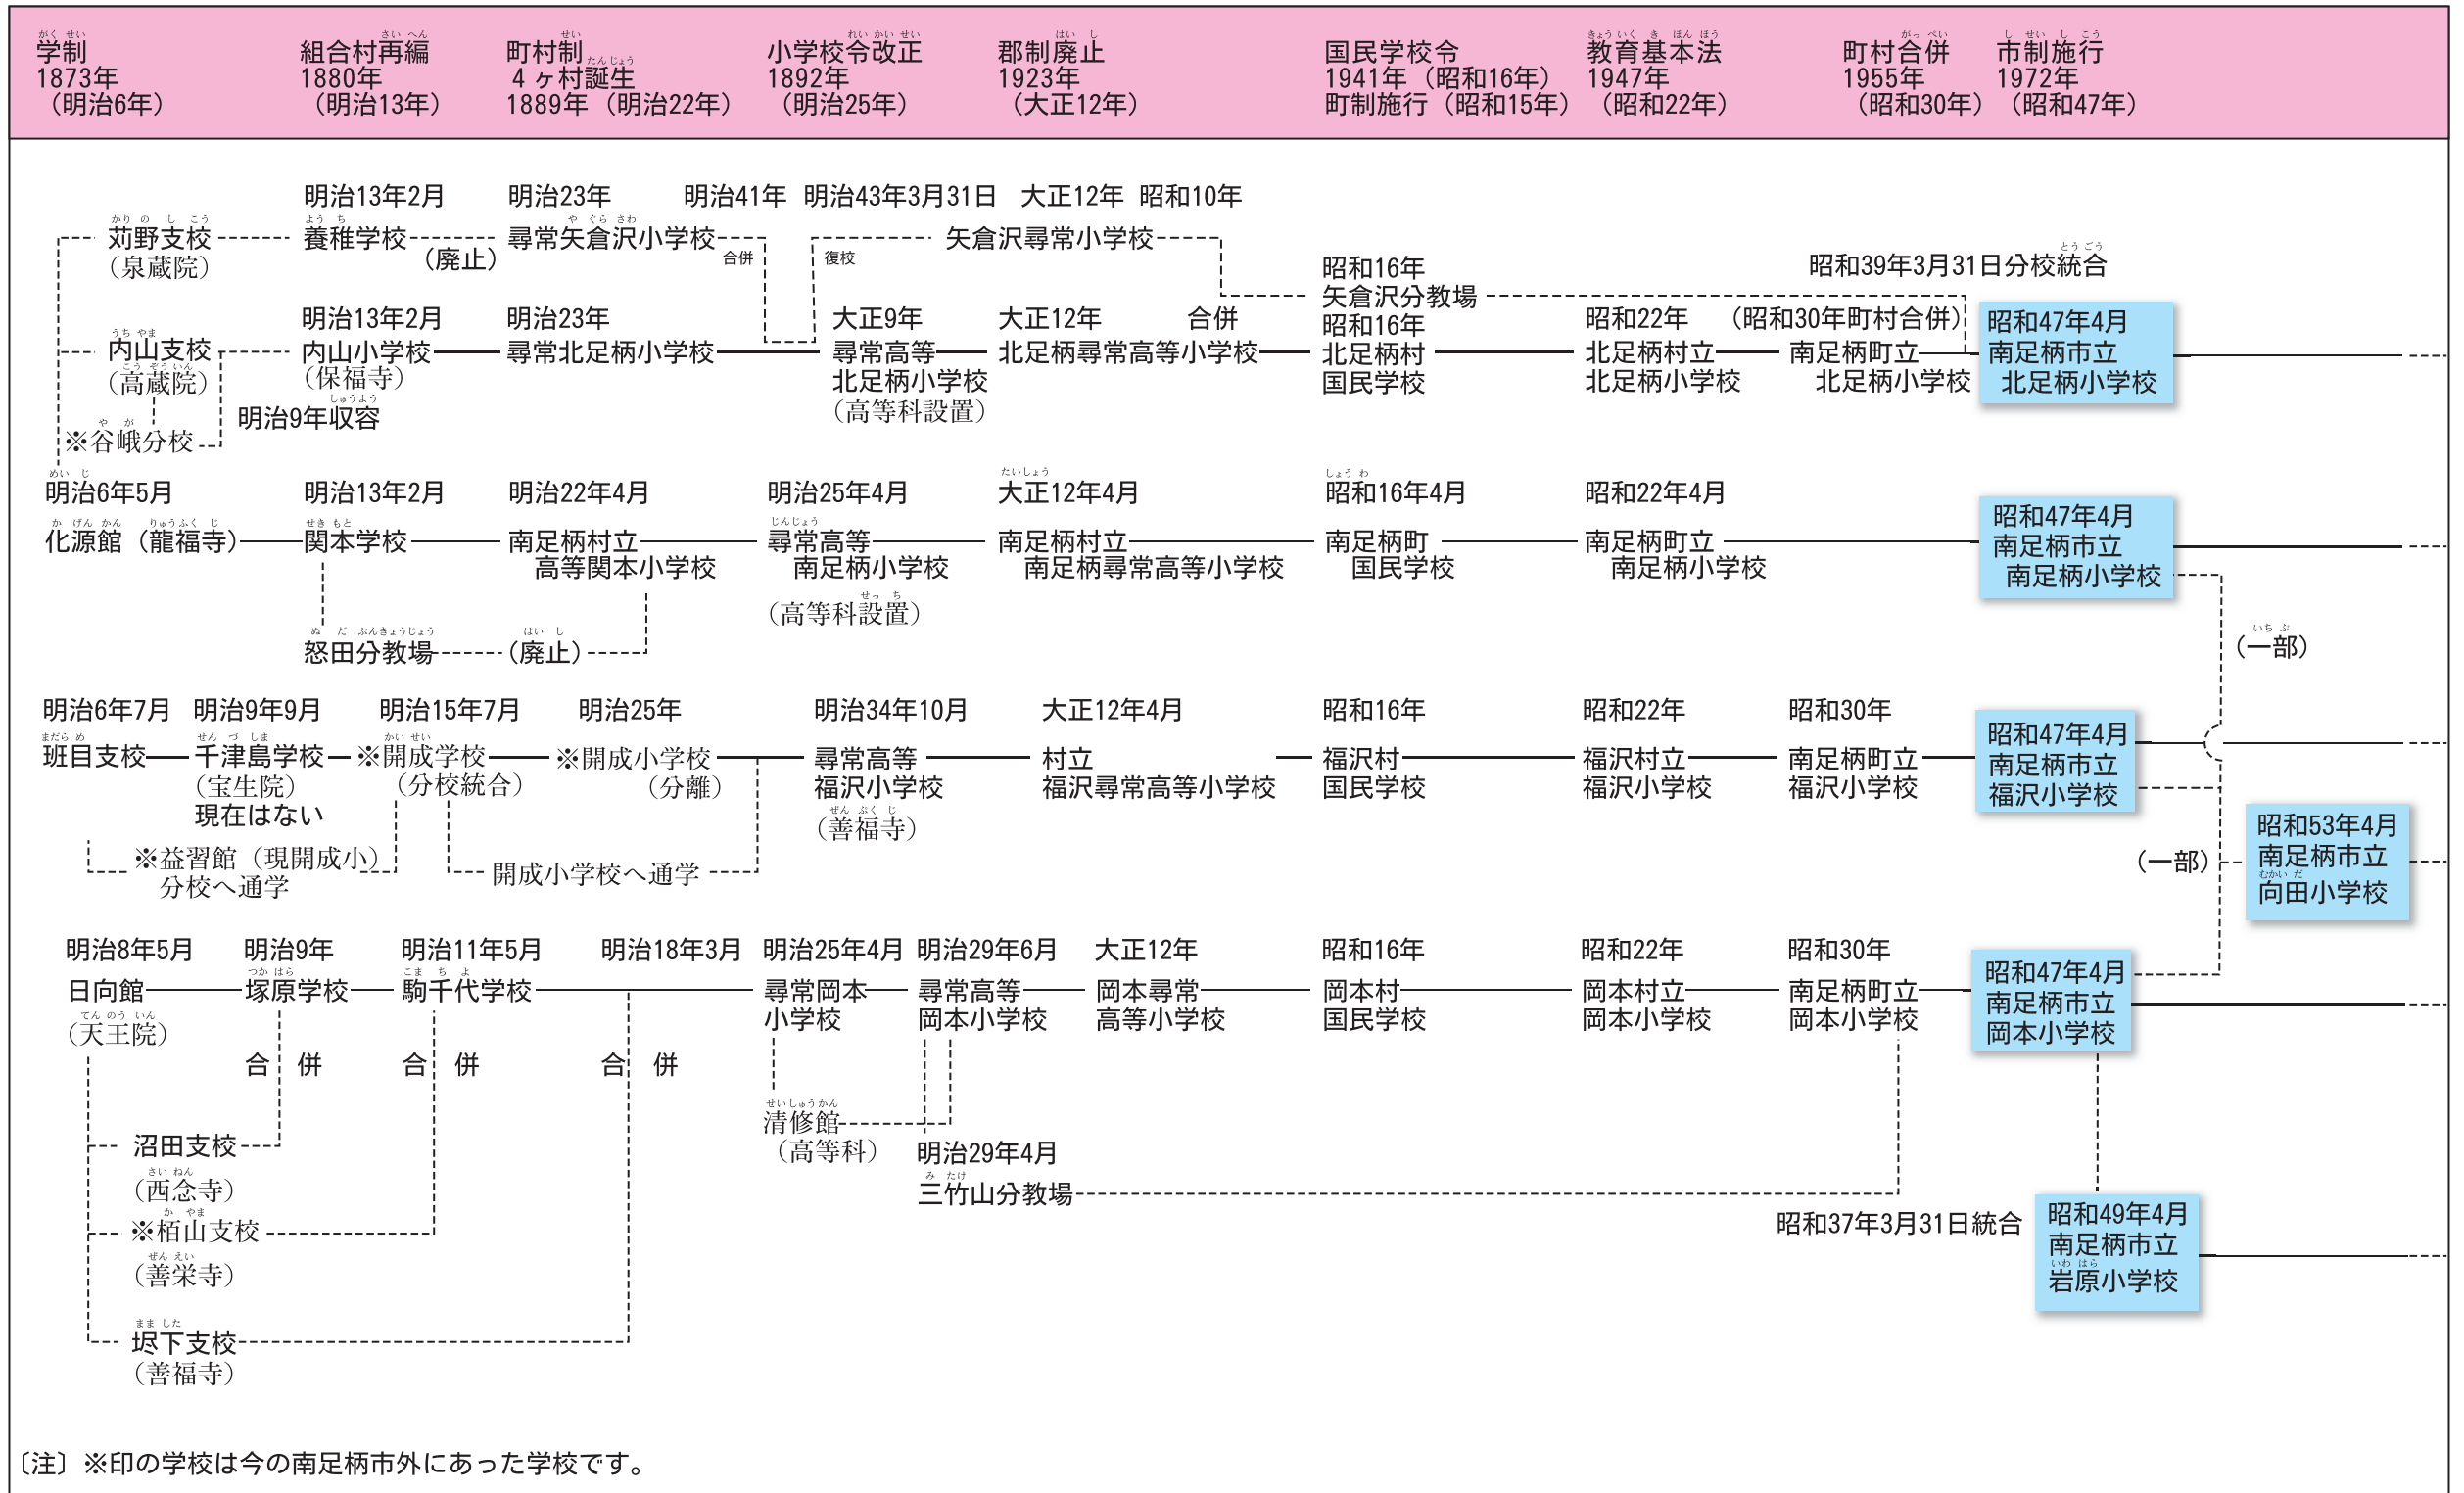 学制
1873年
（明治6年）
組合村再編
1880年
（明治13年）
町村制
4ヶ村誕生
1889年（明治22年）
小学校令改正
1892年
（明治25年）
郡制廃止
1923年
（大正12年）
国民学校令
1941年（昭和16年）
町制施行（昭和15年）
教育基本法
1947年
（昭和22年）
町村合併
1955年
（昭和30年）
市制施行
1972年
（昭和47年）
明治13年2月
明治23年
明治41年
明治43年3月31日
大正12年
昭和10年
苅野支校
（泉蔵院）
養稚学校
（廃止）
尋常矢倉沢小学校
合併
復校
矢倉沢尋常小学校
昭和16年
矢倉沢分教場
昭和39年3月31日分校統合
内山支校
（高蔵院）
※谷峨分校
明治9年収容
明治13年2月
内山小学校
（保福寺）
明治23年
尋常北足柄小学校
大正9年
尋常高等
北足柄小学校
（高等科設置）
大正12年
合併
北足柄尋常高等小学校
昭和16年
北足柄村
国民学校
昭和22年
北足柄村立
北足柄小学校
（昭和30年町村合併）
南足柄町立
北足柄小学校
昭和47年4月
南足柄市立
北足柄小学校
明治6年5月
化源館（龍福寺）
明治13年2月
関本学校
怒田分教場
（廃止）
明治22年4月
南足柄村立
高等関本小学校
明治25年4月
尋常高等
南足柄小学校
（高等科設置）
大正12年4月
南足柄村立
南足柄尋常高等小学校
昭和16年4月
南足柄町
国民学校
昭和22年4月
南足柄町立
南足柄小学校
昭和47年4月
南足柄市立
南足柄小学校
（一部）
明治6年7月
班目支校
明治9年9月
千津島学校
（宝生院）
現在はない
※益習館（現開成小）
分校へ通学
明治15年7月
※開成学校
（分校統合）
開成小学校へ通学
明治25年
※開成小学校
（分離）
明治34年10月
尋常高等
福沢小学校
（善福寺）
大正12年4月
村立
福沢尋常高等小学校
昭和16年
福沢村
国民学校
昭和22年
福沢村立
福沢小学校
昭和30年
南足柄町立
福沢小学校
昭和47年4月
南足柄市立
福沢小学校
（一部）
昭和53年4月
南足柄市立
向田小学校
明治8年5月
日向館
（天王院）
明治9年
塚原学校
合併
明治11年5月
駒千代学校
合併
明治18年3月
合併
沼田支校
（西念寺）
※栢山支校
（善栄寺）
坭下支校
（善福寺）
明治25年4月
尋常岡本
小学校
清修館
（高等科）
明治29年6月
尋常高等
岡本小学校
明治29年4月
三竹山分教場
大正12年
岡本尋常
高等小学校
昭和16年
岡本村
国民学校
昭和22年
岡本村立
岡本小学校
昭和30年
南足柄町立
岡本小学校
昭和37年3月31日統合
昭和47年4月
南足柄市立
岡本小学校
昭和49年4月
南足柄市立
岩原小学校
〔注〕※印の学校は今の南足柄市外にあった学校です。